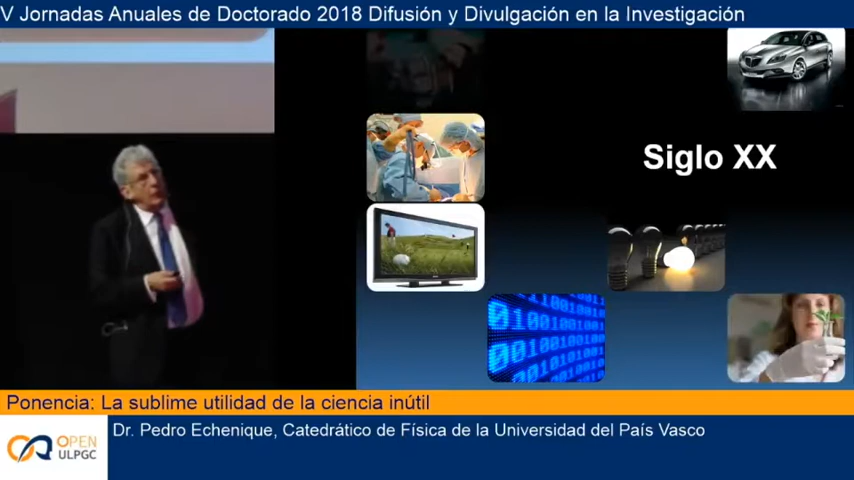 V Jornadas Anuales de Doctorado 2018 Difusión y Divulgación en la Investigación
Siglo XX
0100101001
Ponencia: La sublime utilidad de la ciencia inútil
Dr. Pedro Echenique, Catedrático de Física de la Universidad del País Vasco
OPEN
ULPGC